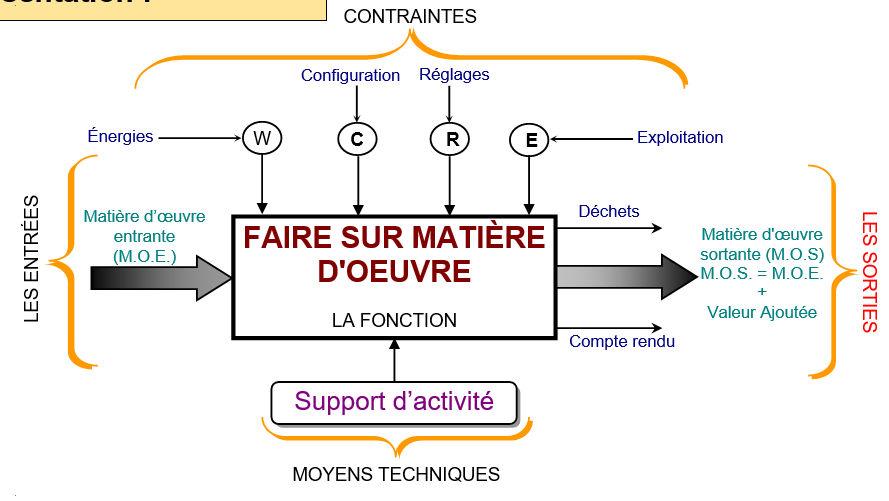 CONTRAINTES
Configuration
Réglages
Énergies
W
C
R
E
Exploitation
LES ENTRÉES
Matière d'œuvre
entrante
(M.O.E.)
FAIRE SUR MATIÈRE
D'OEUVRE
LA FONCTION
Déchets
Matière d'œuvre
sortante (M.O.S)
M.O.S. = M.O.E.
+
Valeur Ajoutée
LES SORTIES
Compte rendu
Support d'activité
MOYENS TECHNIQUES